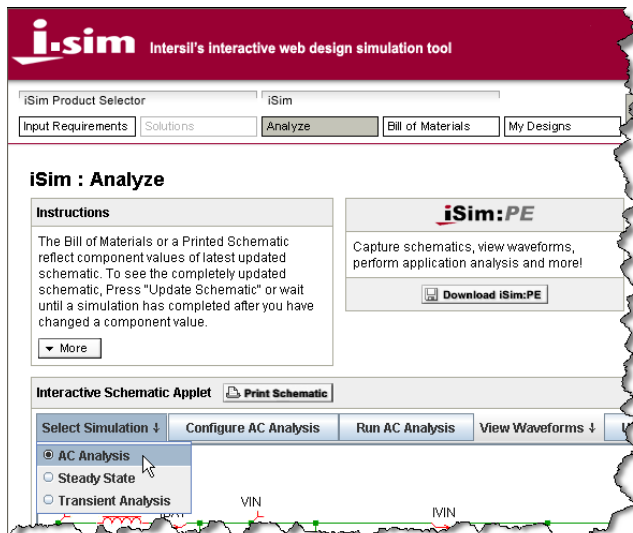 i.sim Intersil's interactive web design simulation tool
iSim Product Selector iSim
Input Requirements Solutions Analyze Bill of Materials My Designs
iSim : Analyze
Instructions
The Bill of Materials or a Printed Schematic
reflect component values of latest updated
schematic. To see the completely updated
schematic, Press "Update Schematic" or wait
until a simulation has completed after you have
changed a component value.
More
iSim:PE
Capture schematics, view waveforms,
perform application analysis and more!
Download iSim:PE
Interactive Schematic Applet Print Schematic
Select Simulation Configure AC Analysis Run AC Analysis View Waveforms
AC Analysis
Steady State
Transient Analysis
VIN
IVIN